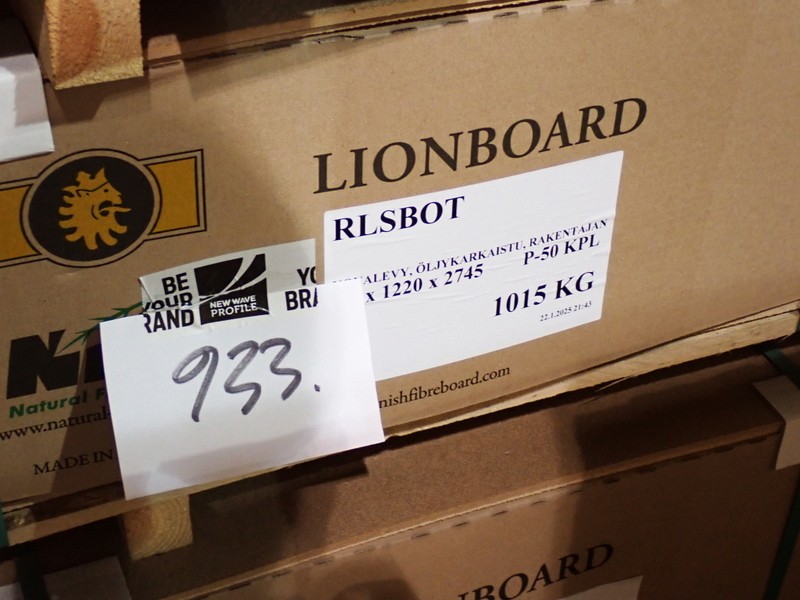 LIONBOARD
RLSBOT
ÖLJYKARKAISTU, RAKENTAJAN
x 1220 x 2745 P-50 KPL
1015 KG
22.1.2025 21:43
BE
YOUR
BRAND
NEW WAVE
PROFILE
YO
BRA
933.
Natural F
www.natural
nishfibreboard.com
MADE IN
BOARD